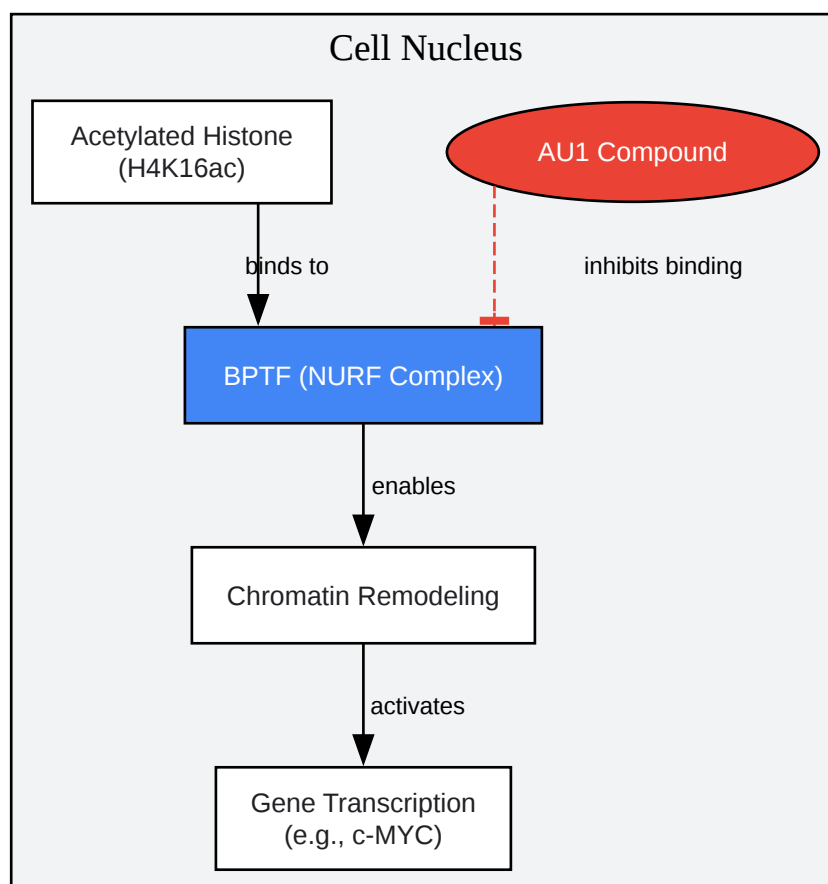 Cell Nucleus
Acetylated Histone
(H4K16ac)
AU1 Compound
binds to
inhibits binding
BPTF (NURF Complex)
enables
Chromatin Remodeling
activates
Gene Transcription
(e.g., c-MYC)